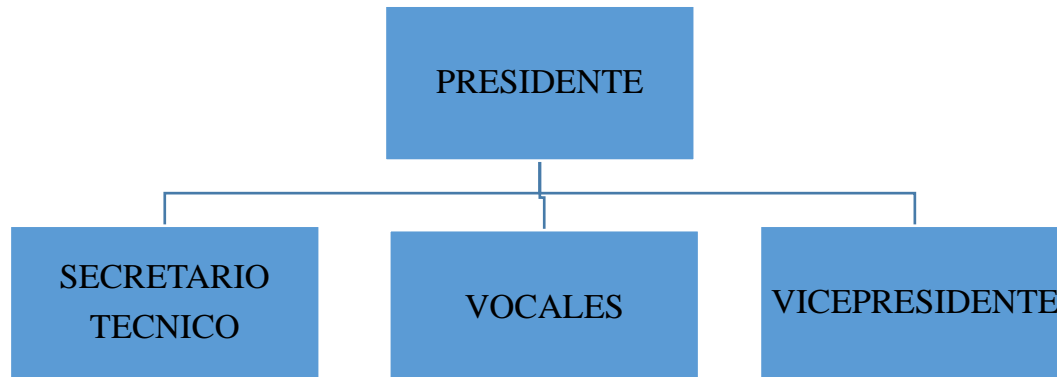 PRESIDENTE
SECRETARIO
TECNICO
VOCALES
VICEPRESIDENTE